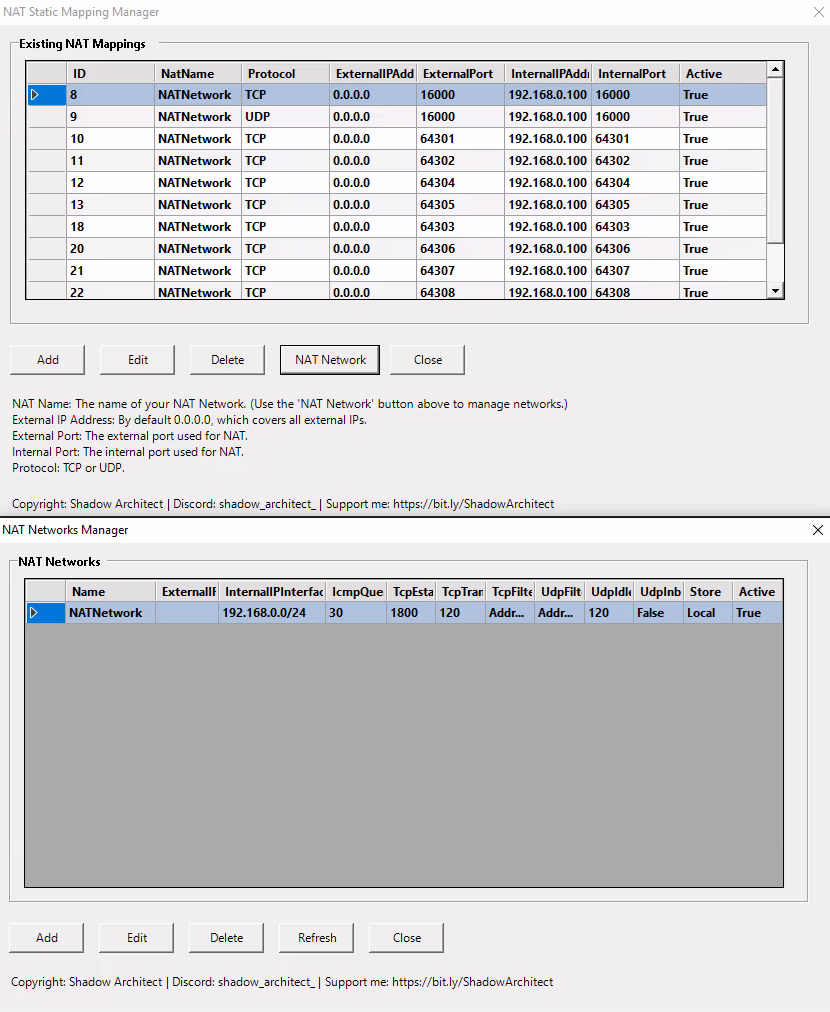 NAT Static Mapping Manager
Existing NAT Mappings
ID NatName Protocol ExternalIPAdd ExternalPort InternalIPAddr InternalPort Active
8 NATNetwork TCP 0.0.0.0 16000 192.168.0.100 16000 True
9 NATNetwork UDP 0.0.0.0 16000 192.168.0.100 16000 True
10 NATNetwork TCP 0.0.0.0 64301 192.168.0.100 64301 True
11 NATNetwork TCP 0.0.0.0 64302 192.168.0.100 64302 True
12 NATNetwork TCP 0.0.0.0 64304 192.168.0.100 64304 True
13 NATNetwork TCP 0.0.0.0 64305 192.168.0.100 64305 True
18 NATNetwork TCP 0.0.0.0 64303 192.168.0.100 64303 True
20 NATNetwork TCP 0.0.0.0 64306 192.168.0.100 64306 True
21 NATNetwork TCP 0.0.0.0 64307 192.168.0.100 64307 True
22 NATNetwork TCP 0.0.0.0 64308 192.168.0.100 64308 True
Add Edit Delete NAT Network Close
NAT Name: The name of your NAT Network. (Use the 'NAT Network' button above to manage networks.)
External IP Address: By default 0.0.0.0, which covers all external IPs.
External Port: The external port used for NAT.
Internal Port: The internal port used for NAT.
Protocol: TCP or UDP.
Copyright: Shadow Architect | Discord: shadow_architect_ | Support me: https://bit.ly/ShadowArchitect
NAT Networks Manager
NAT Networks
Name ExternalIP InternalIPInterfac IcmpQue TcpEsta TcpTran TcpFilte UdpFilt UdpIdle UdpInb Store Active
NATNetwork 192.168.0.0/24 30 1800 120 Addr... Addr... 120 False Local True
Add Edit Delete Refresh Close
Copyright: Shadow Architect | Discord: shadow_architect_ | Support me: https://bit.ly/ShadowArchitect